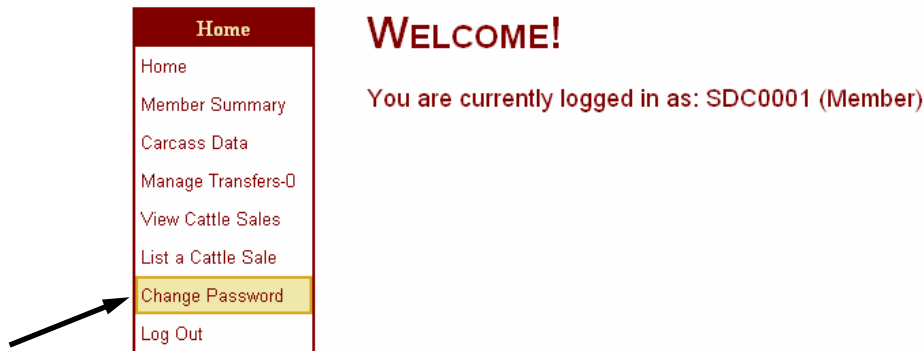 Home
Home
Member Summary
Carcass Data
Manage Transfers-0
View Cattle Sales
List a Cattle Sale
Change Password
Log Out
WELCOME!
You are currently logged in as: SDC0001 (Member)